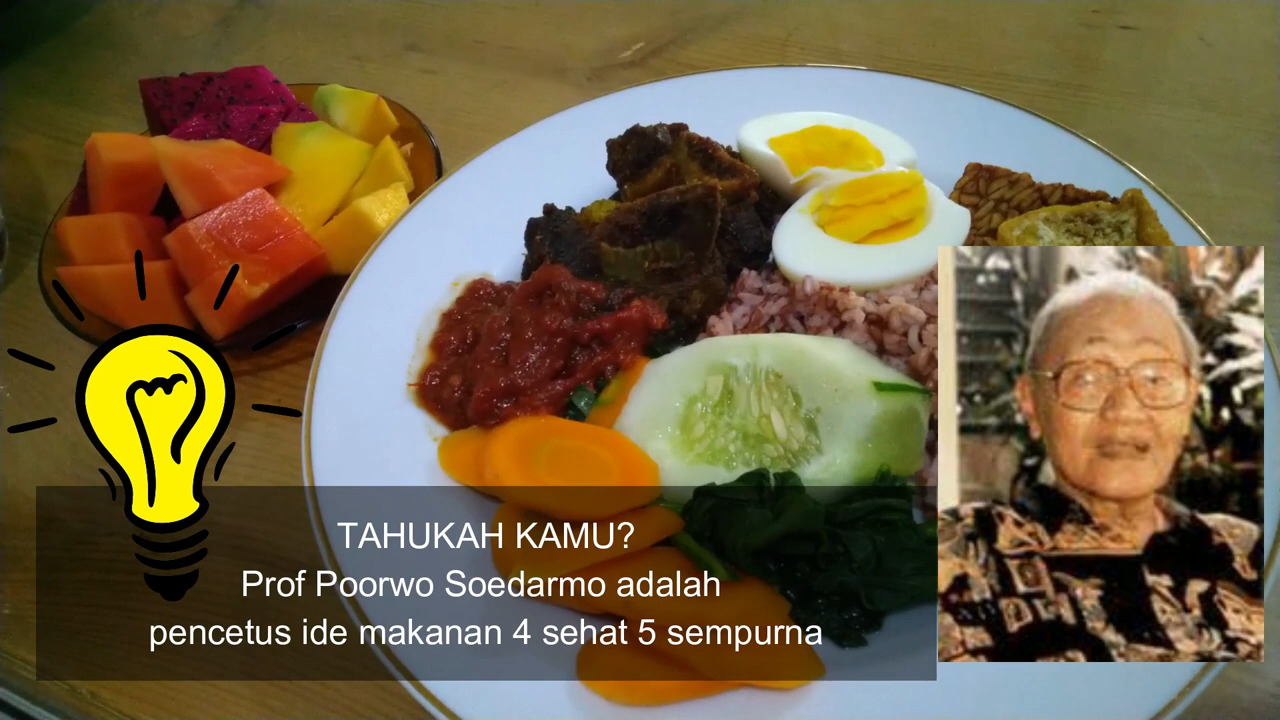 TAHUKAH KAMU?
Prof Poorwo Soedarmo adalah
pencetus ide makanan 4 sehat 5 sempurna